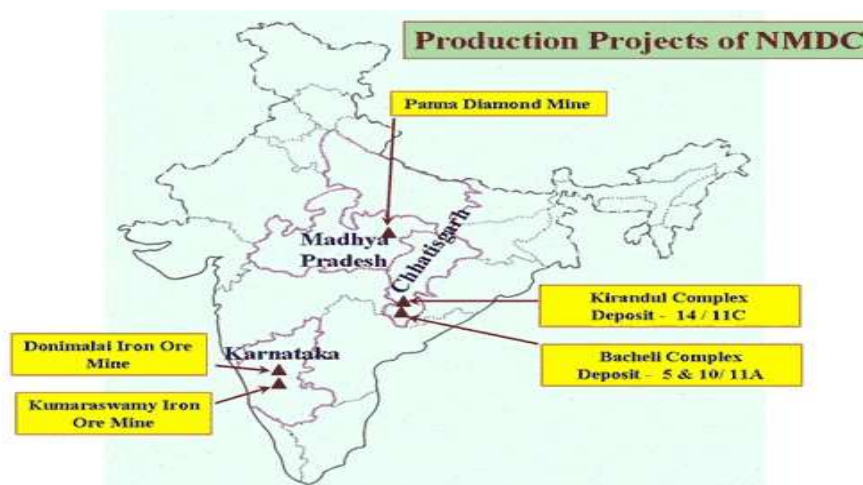 Production Projects of NMDC
Panna Diamond Mine
Madhya
Pradesh
Chhatisgarh
Kirandul Complex
Deposit - 14 / 11C
Donimalai Iron Ore
Mine
Karnataka
Bacheli Complex
Deposit - 5 & 10/ 11A
Kumaraswamy Iron
Ore Mine